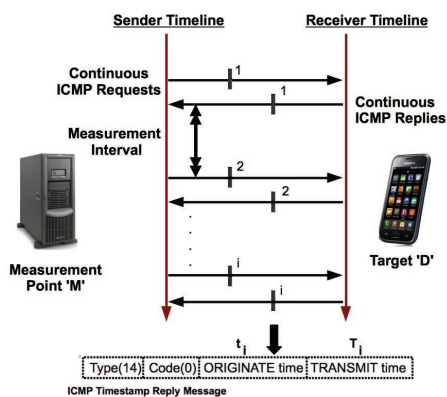 Sender Timeline
Receiver Timeline
Continuous
ICMP Requests
1
1
Continuous
ICMP Replies
Measurement
Interval
2
2
Measurement
Point 'M'
Target 'D'
i
i
t i
T i
Type(14) Code(0) ORIGINATE time TRANSMIT time
ICMP Timestamp Reply Message